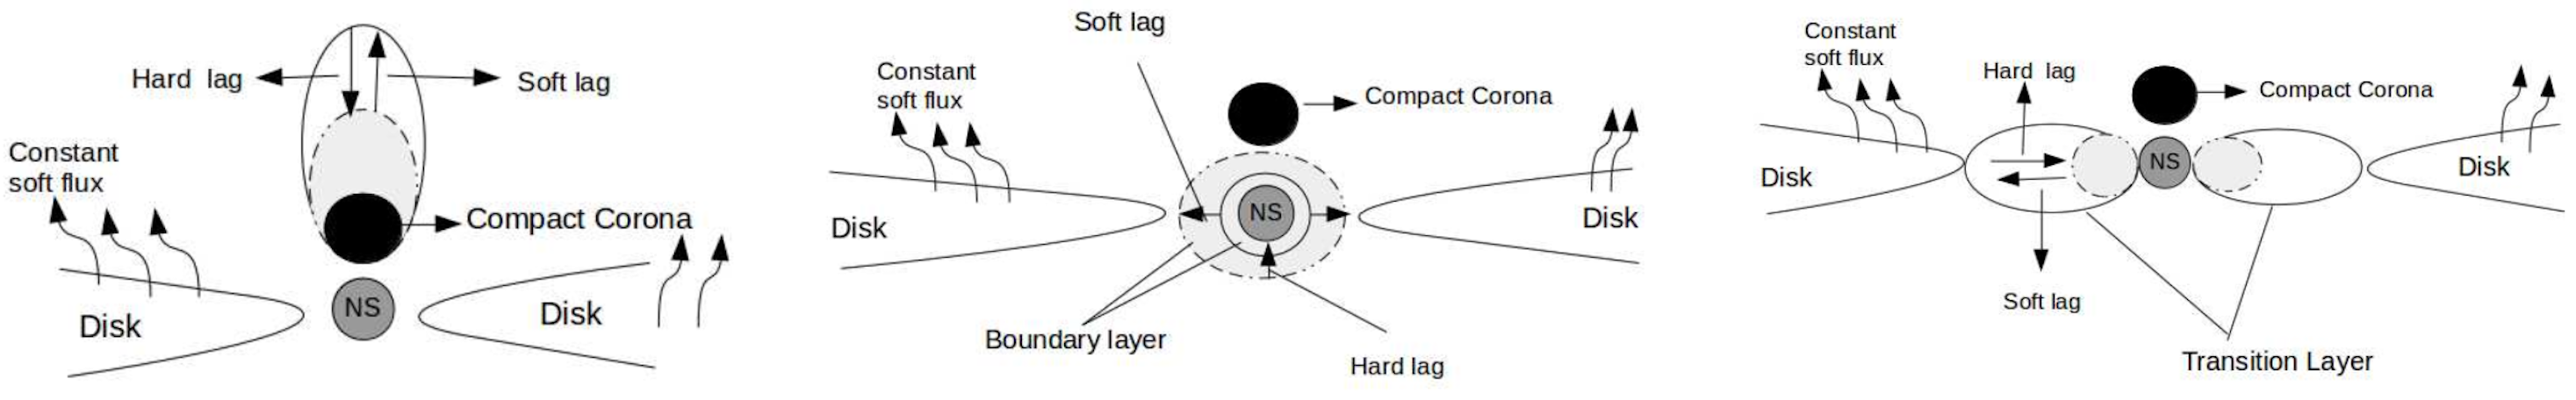 Hard lag
Soft lag
Constant
soft flux
Compact Corona
NS
Disk
Disk
Soft lag
Constant
soft flux
Compact Corona
NS
Disk
Disk
Boundary layer
Hard lag
Constant
soft flux
Hard lag
Compact Corona
NS
Disk
Disk
Soft lag
Transition Layer